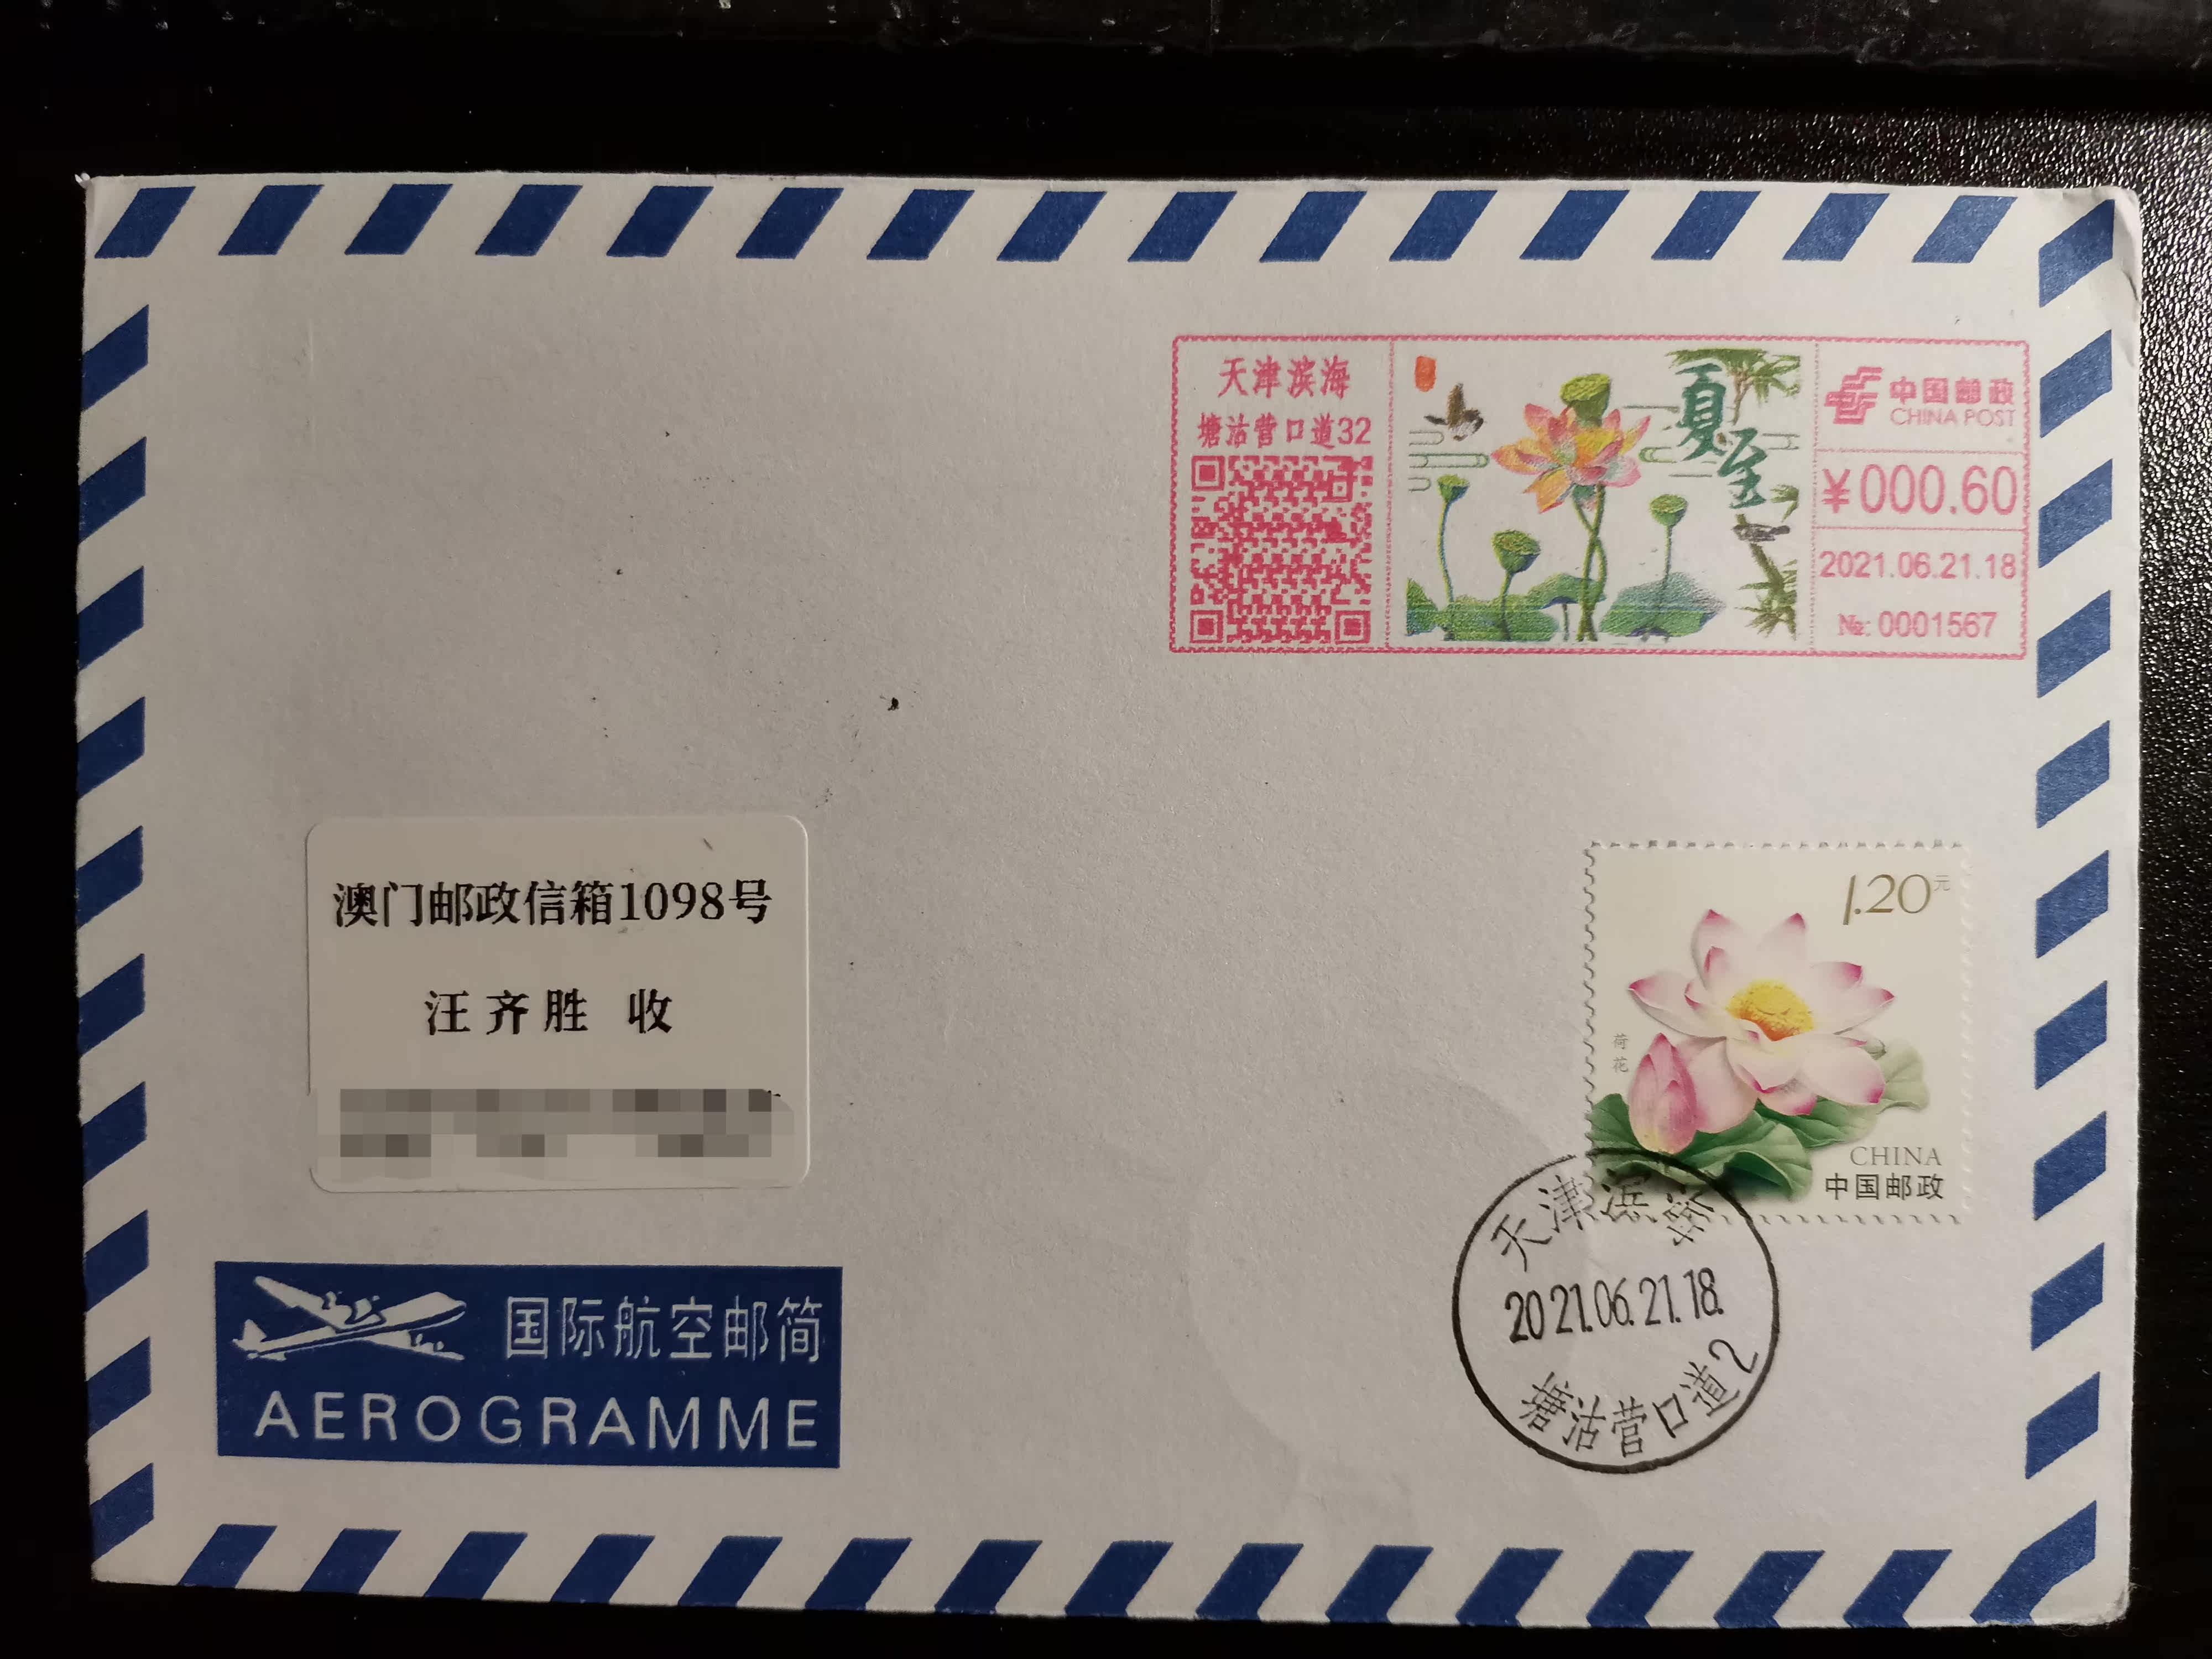 天津滨海
塘沽营口道32
夏至
中国邮政
CHINA POST
¥000.60
2021.06.21.18
№: 0001567
澳门邮政信箱1098号
汪齐胜 收
1.20元
荷花
CHINA
中国邮政
天津滨海
2021.06.21.18.
塘沽营口道2
国际航空邮简
AEROGRAMME